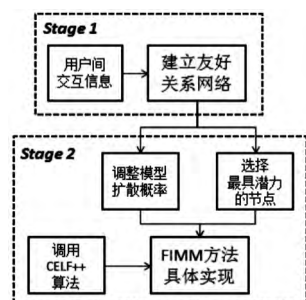 Stage 1
用户间
交互信息
建立友好
关系网络
Stage 2
调整模型
扩散概率
选择
最具潜力
的节点
调用
CELF++
算法
FIMM方法
具体实现